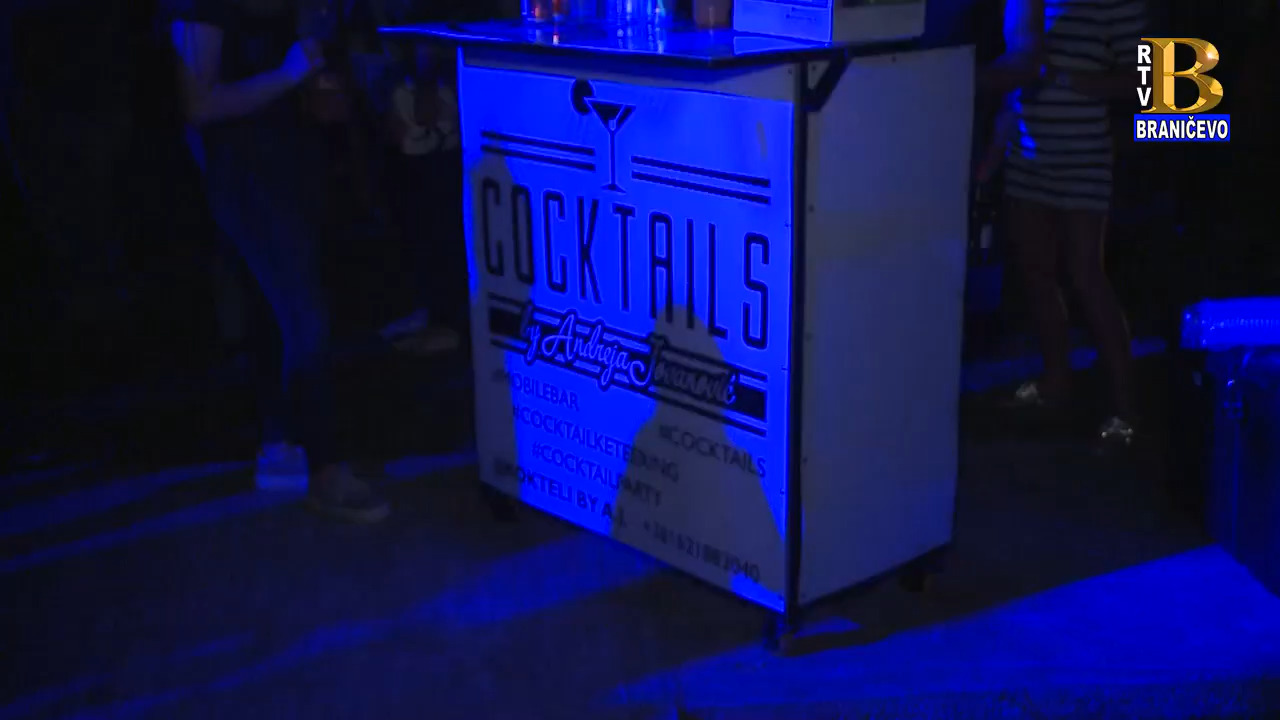 RTV
B
BRANIČEVO
COCKTAILS
by Andreja Jovanović
#MOBILEBAR
#COCKTAILKETERING #COCKTAILS
#COCKTAILPARTY
#KOKTELI BY A.J.